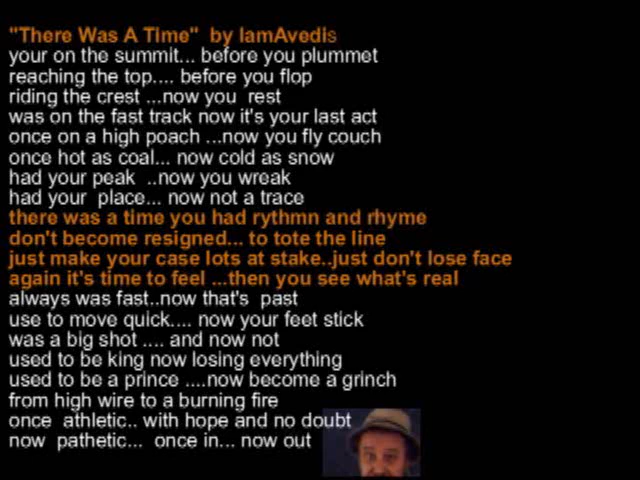 "There Was A Time"  by IamAvedis
your on the summit... before you plummet
reaching the top.... before you flop
riding the crest ...now you  rest
was on the fast track now it's your last act
once on a high poach ...now you fly couch
once hot as coal... now cold as snow
had your peak  ..now you wreak
had your  place... now not a trace
there was a time you had rythmn and rhyme
don't become resigned... to tote the line
just make your case lots at stake..just don't lose face
again it's time to feel ...then you see what's real
always was fast..now that's  past
use to move quick.... now your feet stick
was a big shot .... and now not
used to be king now losing everything
used to be a prince ....now become a grinch
from high wire to a burning fire
once  athletic.. with hope and no doubt
now  pathetic...  once in... now out